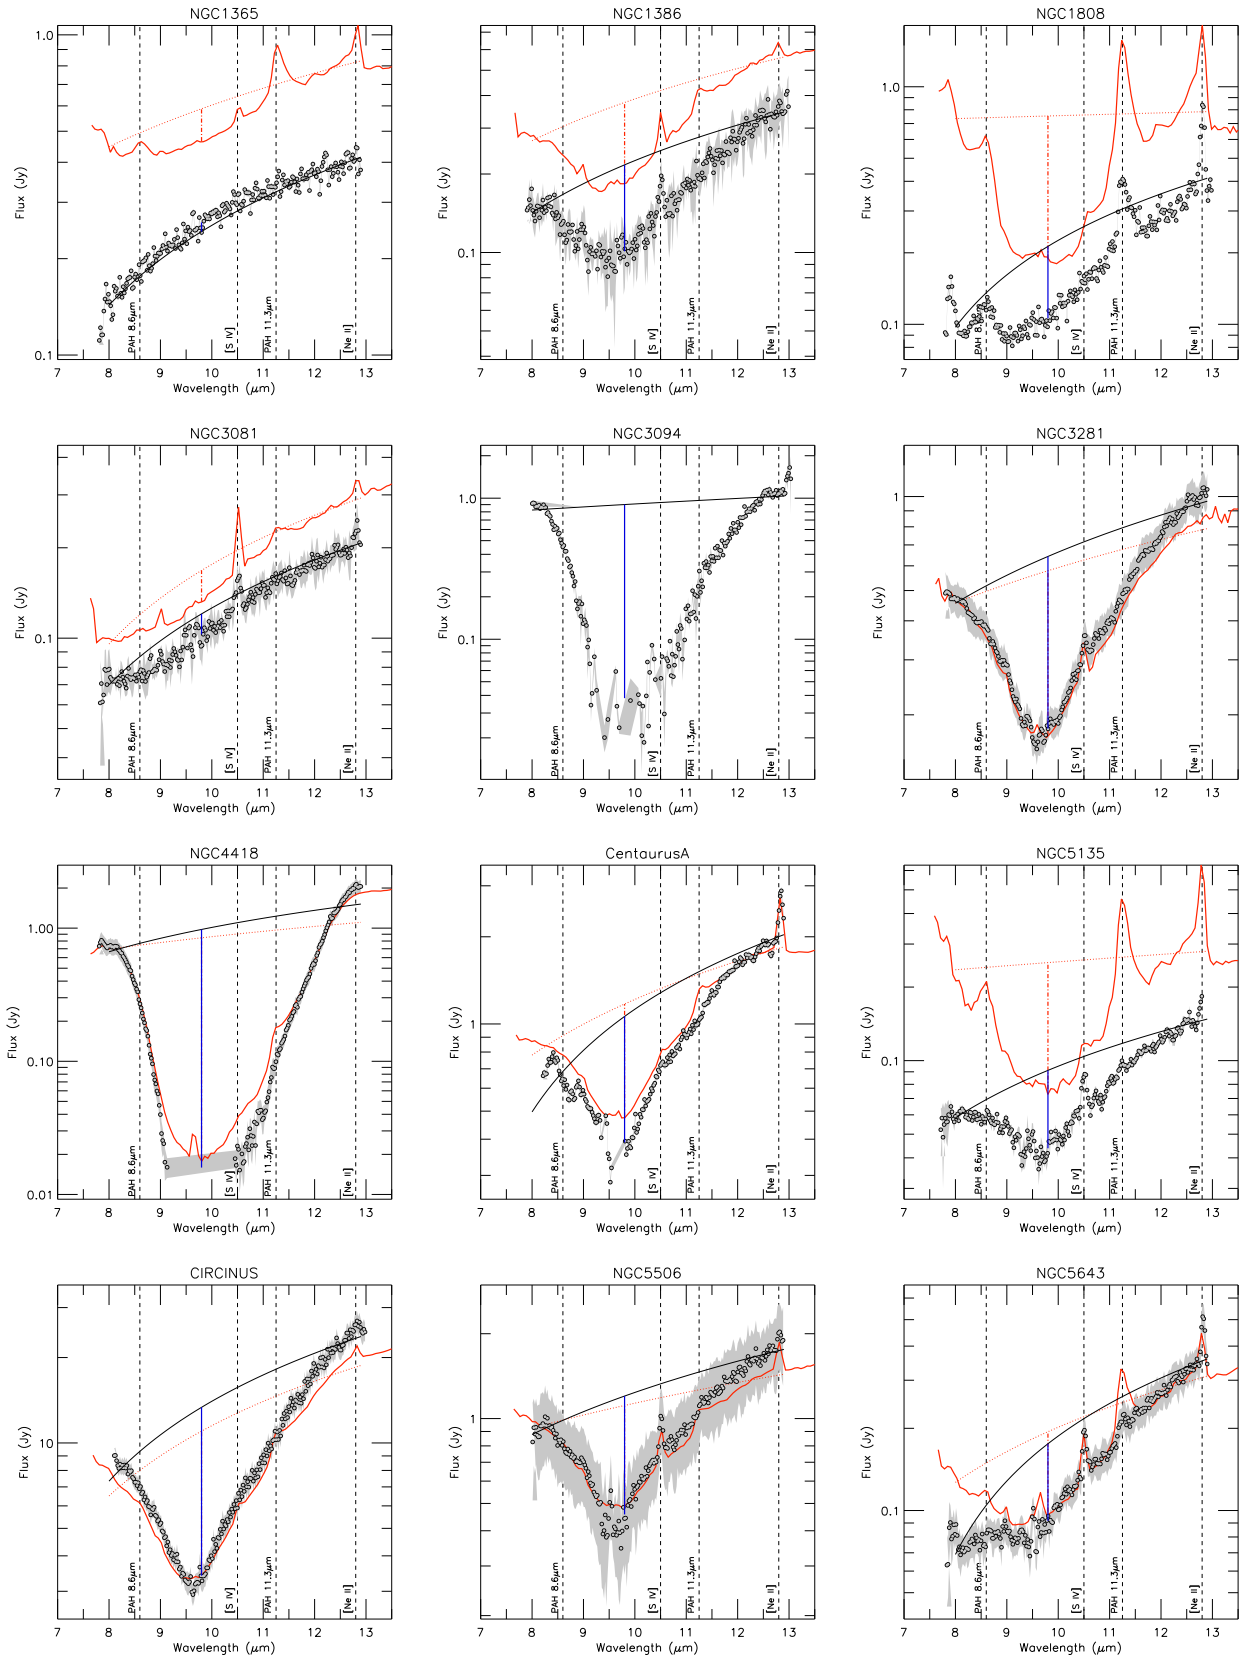 NGC1365
1.0
0.1
Flux (Jy)
PAH 8.6μm
[S IV]
PAH 11.3μm
[Ne II]
7 8 9 10 11 12 13
Wavelength (μm)
NGC1386
0.1
Flux (Jy)
PAH 8.6μm
[S IV]
PAH 11.3μm
[Ne II]
7 8 9 10 11 12 13
Wavelength (μm)
NGC1808
1.0
0.1
Flux (Jy)
PAH 8.6μm
[S IV]
PAH 11.3μm
[Ne II]
7 8 9 10 11 12 13
Wavelength (μm)
NGC3081
0.1
Flux (Jy)
PAH 8.6μm
[S IV]
PAH 11.3μm
[Ne II]
7 8 9 10 11 12 13
Wavelength (μm)
NGC3094
1.0
0.1
Flux (Jy)
PAH 8.6μm
[S IV]
PAH 11.3μm
[Ne II]
7 8 9 10 11 12 13
Wavelength (μm)
NGC3281
1
Flux (Jy)
PAH 8.6μm
[S IV]
PAH 11.3μm
[Ne II]
7 8 9 10 11 12 13
Wavelength (μm)
NGC4418
1.00
0.10
0.01
Flux (Jy)
PAH 8.6μm
[S IV]
PAH 11.3μm
[Ne II]
7 8 9 10 11 12 13
Wavelength (μm)
CentaurusA
1
Flux (Jy)
PAH 8.6μm
[S IV]
PAH 11.3μm
[Ne II]
7 8 9 10 11 12 13
Wavelength (μm)
NGC5135
0.1
Flux (Jy)
PAH 8.6μm
[S IV]
PAH 11.3μm
[Ne II]
7 8 9 10 11 12 13
Wavelength (μm)
CIRCINUS
10
Flux (Jy)
PAH 8.6μm
[S IV]
PAH 11.3μm
[Ne II]
7 8 9 10 11 12 13
Wavelength (μm)
NGC5506
1
Flux (Jy)
PAH 8.6μm
[S IV]
PAH 11.3μm
[Ne II]
7 8 9 10 11 12 13
Wavelength (μm)
NGC5643
0.1
Flux (Jy)
PAH 8.6μm
[S IV]
PAH 11.3μm
[Ne II]
7 8 9 10 11 12 13
Wavelength (μm)